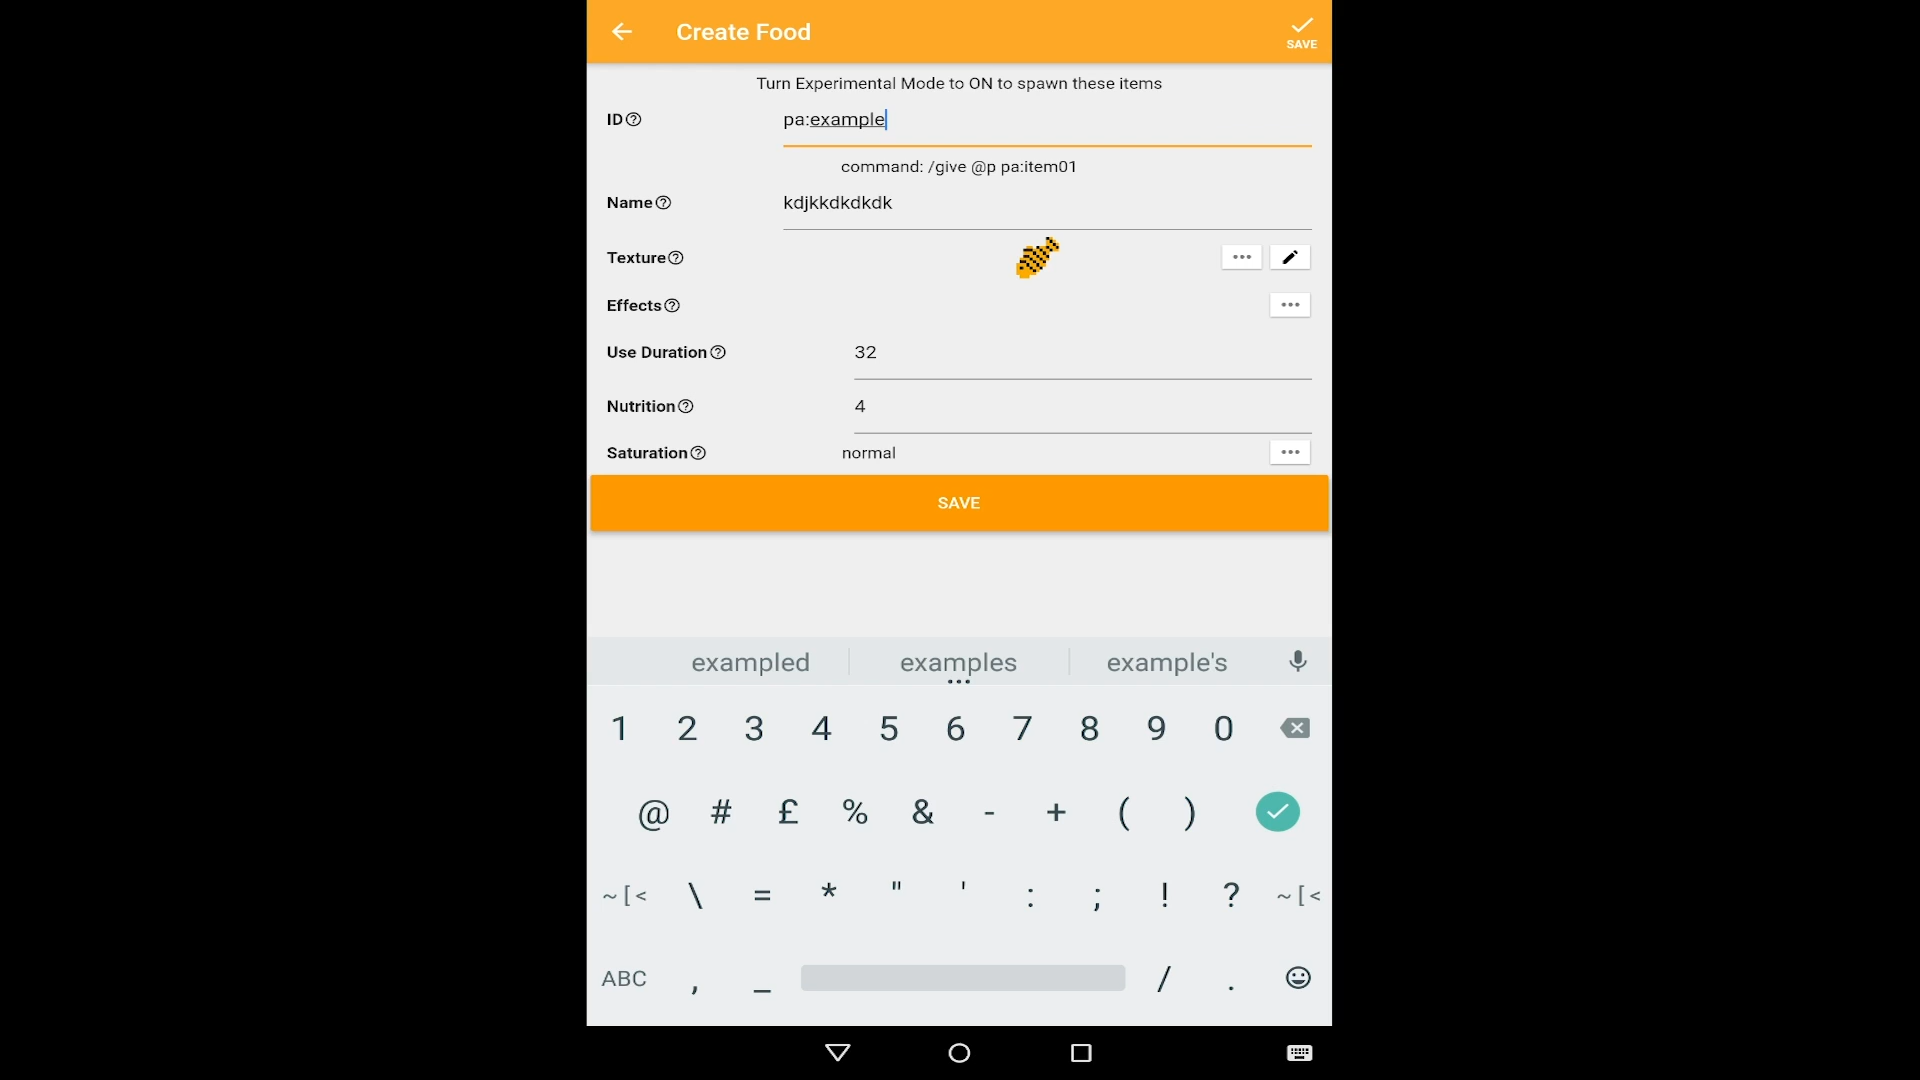 Create Food
SAVE
Turn Experimental Mode to ON to spawn these items
ID
pa:example
command: /give @p pa:item01
Name
kdjkkdkdkdk
Texture
Effects
Use Duration
32
Nutrition
4
Saturation
normal
SAVE
exampled examples example's
1 2 3 4 5 6 7 8 9 0
@ # £ % & - + ( )
~[< \ = * " ' : ; ! ? ~[<
ABC , _ / .